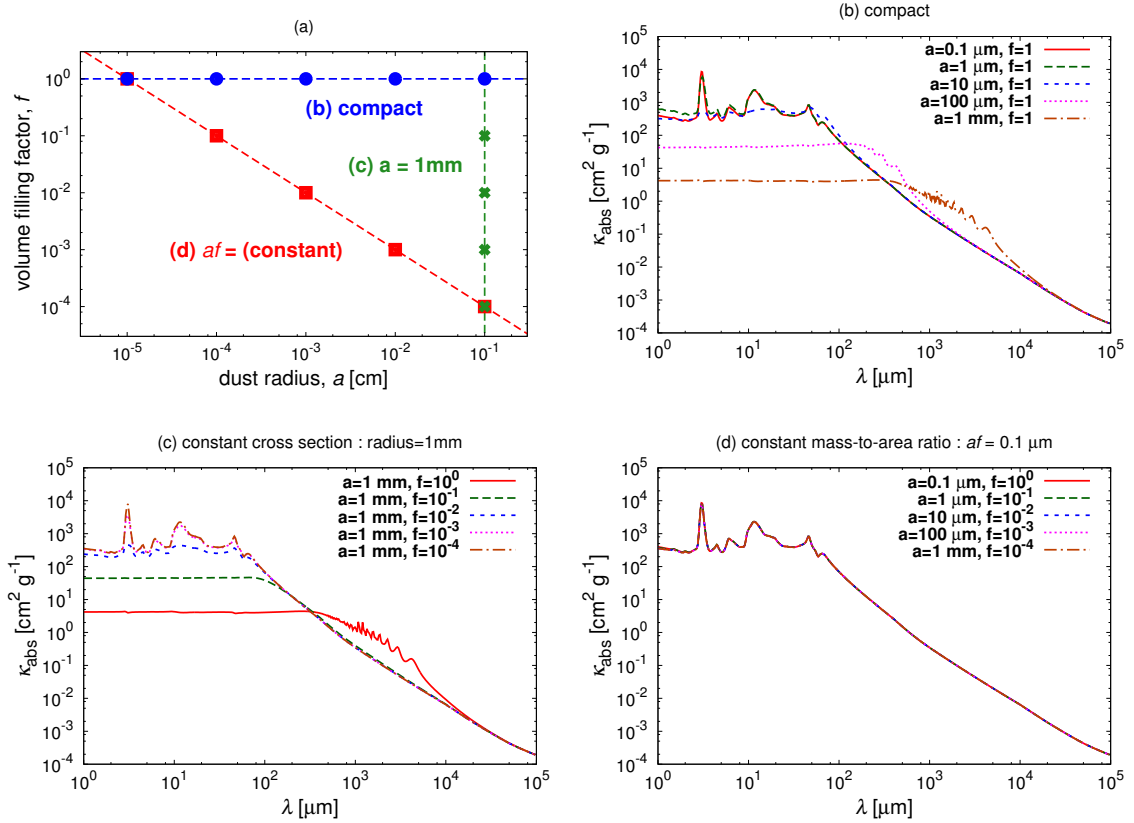 (a)
10^0
10^-1
10^-2
10^-3
10^-4
volume filling factor, f
(b) compact
(c) a = 1mm
(d) af = (constant)
10^-5 10^-4 10^-3 10^-2 10^-1
dust radius, a [cm]
(b) compact
10^5
10^4
10^3
10^2
10^1
10^0
10^-1
10^-2
10^-3
10^-4
κabs [cm^2 g^-1]
a=0.1 μm, f=1
a=1 μm, f=1
a=10 μm, f=1
a=100 μm, f=1
a=1 mm, f=1
10^0 10^1 10^2 10^3 10^4 10^5
λ [μm]
(c) constant cross section : radius=1mm
10^5
10^4
10^3
10^2
10^1
10^0
10^-1
10^-2
10^-3
10^-4
κabs [cm^2 g^-1]
a=1 mm, f=10^0
a=1 mm, f=10^-1
a=1 mm, f=10^-2
a=1 mm, f=10^-3
a=1 mm, f=10^-4
10^0 10^1 10^2 10^3 10^4 10^5
λ [μm]
(d) constant mass-to-area ratio : af = 0.1 μm
10^5
10^4
10^3
10^2
10^1
10^0
10^-1
10^-2
10^-3
10^-4
κabs [cm^2 g^-1]
a=0.1 μm, f=10^0
a=1 μm, f=10^-1
a=10 μm, f=10^-2
a=100 μm, f=10^-3
a=1 mm, f=10^-4
10^0 10^1 10^2 10^3 10^4 10^5
λ [μm]